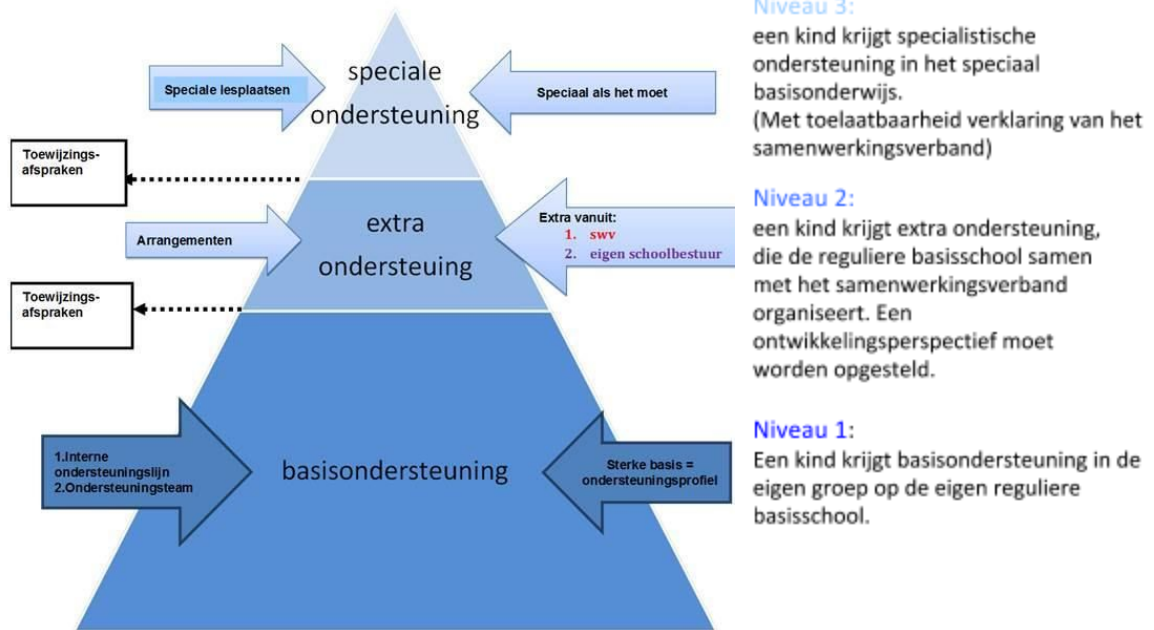 speciale
ondersteuning
Speciale lesplaatsen
Speciaal als het moet
Toewijzings-
afspraken
extra
ondersteuing
Arrangementen
Extra vanuit:
1. swv
2. eigen schoolbestuur
Toewijzings-
afspraken
basisondersteuning
1.Interne
ondersteuningslijn
2.Ondersteuningsteam
Sterke basis =
ondersteuningsprofiel
Niveau 3:
een kind krijgt specialistische
ondersteuning in het speciaal
basisonderwijs.
(Met toelaatbaarheid verklaring van het
samenwerkingsverband)
Niveau 2:
een kind krijgt extra ondersteuning,
die de reguliere basisschool samen
met het samenwerkingsverband
organiseert. Een
ontwikkelingsperspectief moet
worden opgesteld.
Niveau 1:
Een kind krijgt basisondersteuning in de
eigen groep op de eigen reguliere
basisschool.